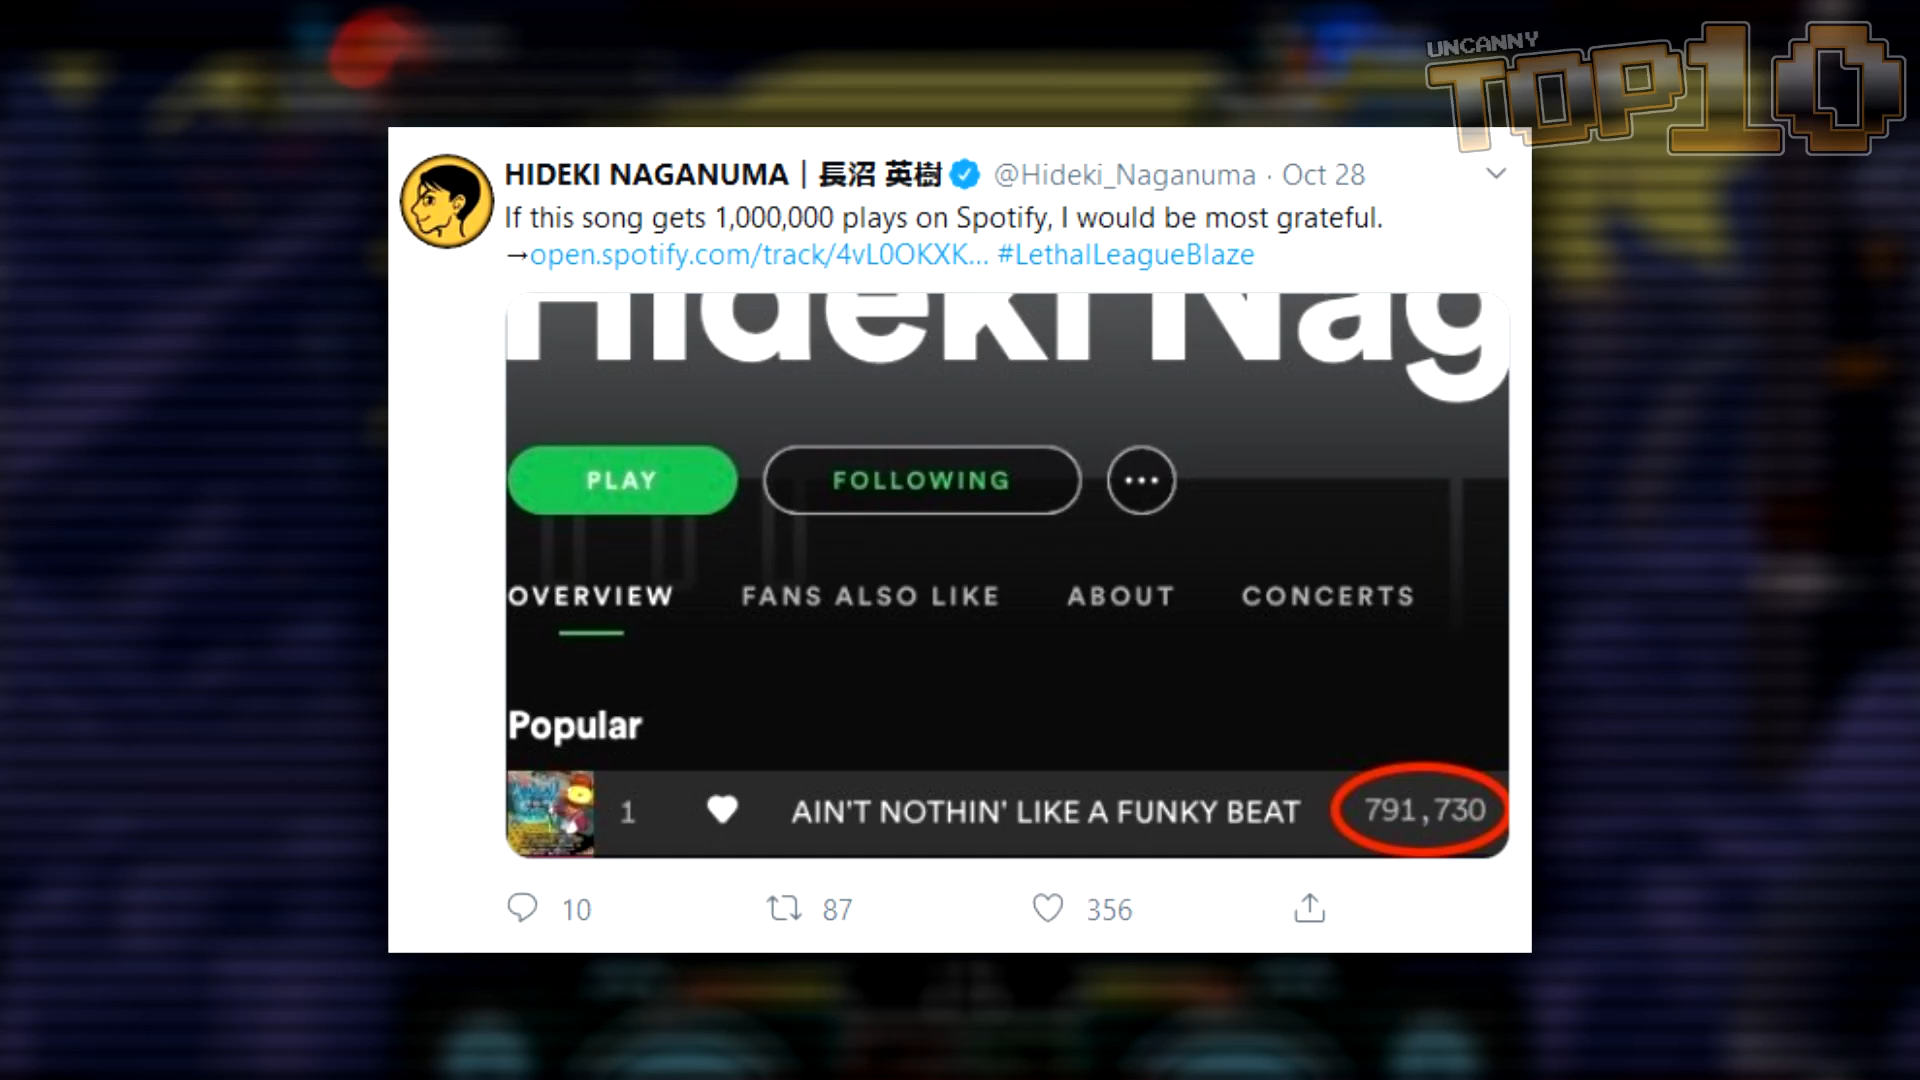 UNCANNY
TOP10
HIDEKI NAGANUMA | 長沼 英樹 @Hideki_Naganuma · Oct 28
If this song gets 1,000,000 plays on Spotify, I would be most grateful.
→open.spotify.com/track/4vL0OKXK... #LethalLeagueBlaze
Hideki Nag
PLAY FOLLOWING
OVERVIEW FANS ALSO LIKE ABOUT CONCERTS
Popular
1 AIN'T NOTHIN' LIKE A FUNKY BEAT 791,730
10 87 356